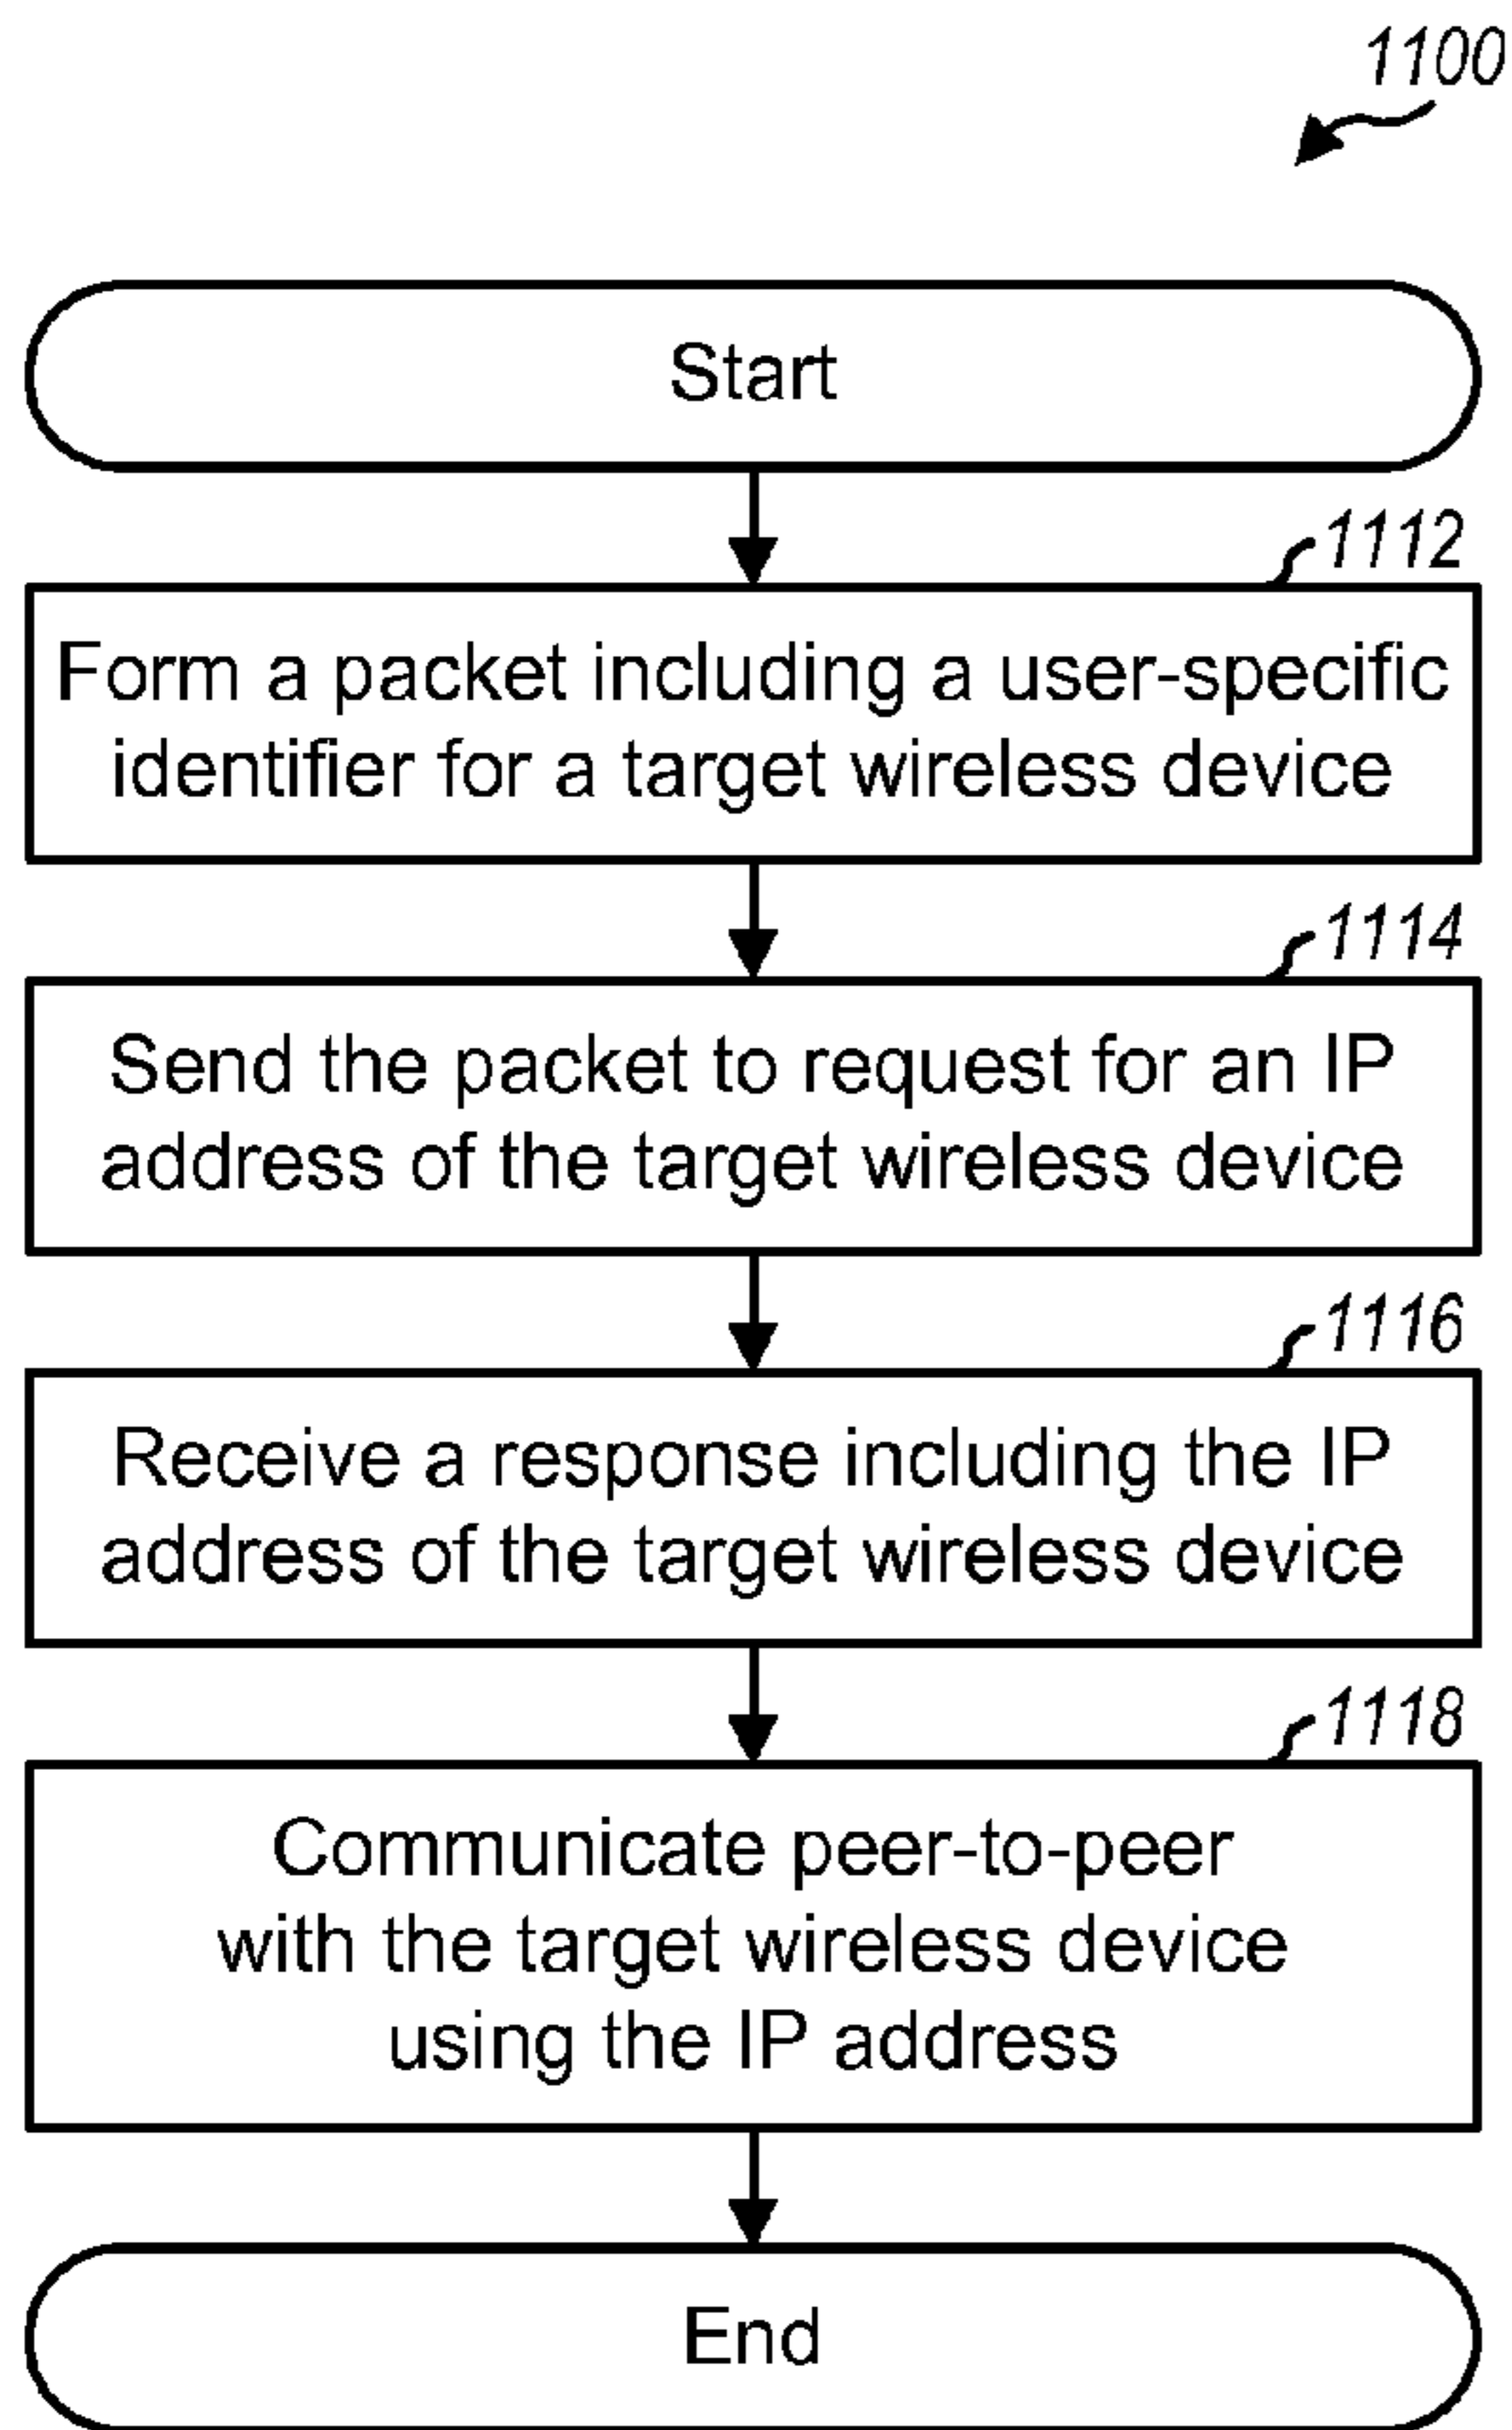 1100
Start
1112
Form a packet including a user-specific
identifier for a target wireless device
1114
Send the packet to request for an IP
address of the target wireless device
1116
Receive a response including the IP
address of the target wireless device
1118
Communicate peer-to-peer
with the target wireless device
using the IP address
End